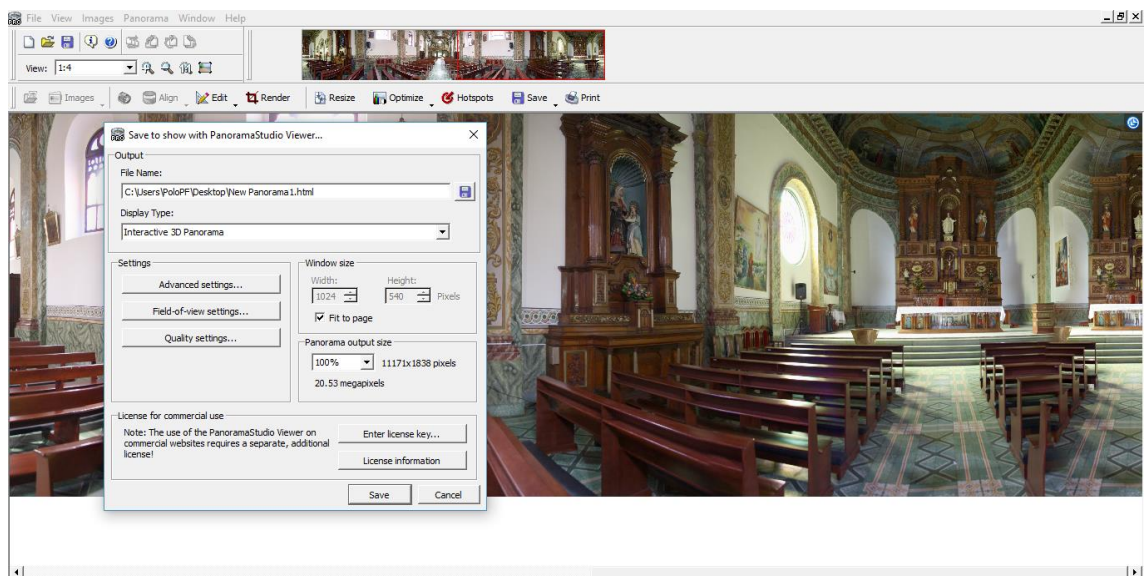 File View Images Panorama Window Help
View: 1:4
Images Align Edit Render Resize Optimize Hotspots Save Print
Save to show with PanoramaStudio Viewer...
Output
File Name:
C:\Users\PoloPF\Desktop\New Panorama1.html
Display Type:
Interactive 3D Panorama
Settings
Advanced settings...
Field-of-view settings...
Quality settings...
Window size
Width: Height:
1024 540 Pixels
Fit to page
Panorama output size
100% 11171x1838 pixels
20.53 megapixels
License for commercial use
Note: The use of the PanoramaStudio Viewer on
commercial websites requires a separate, additional
license!
Enter license key...
License information
Save Cancel